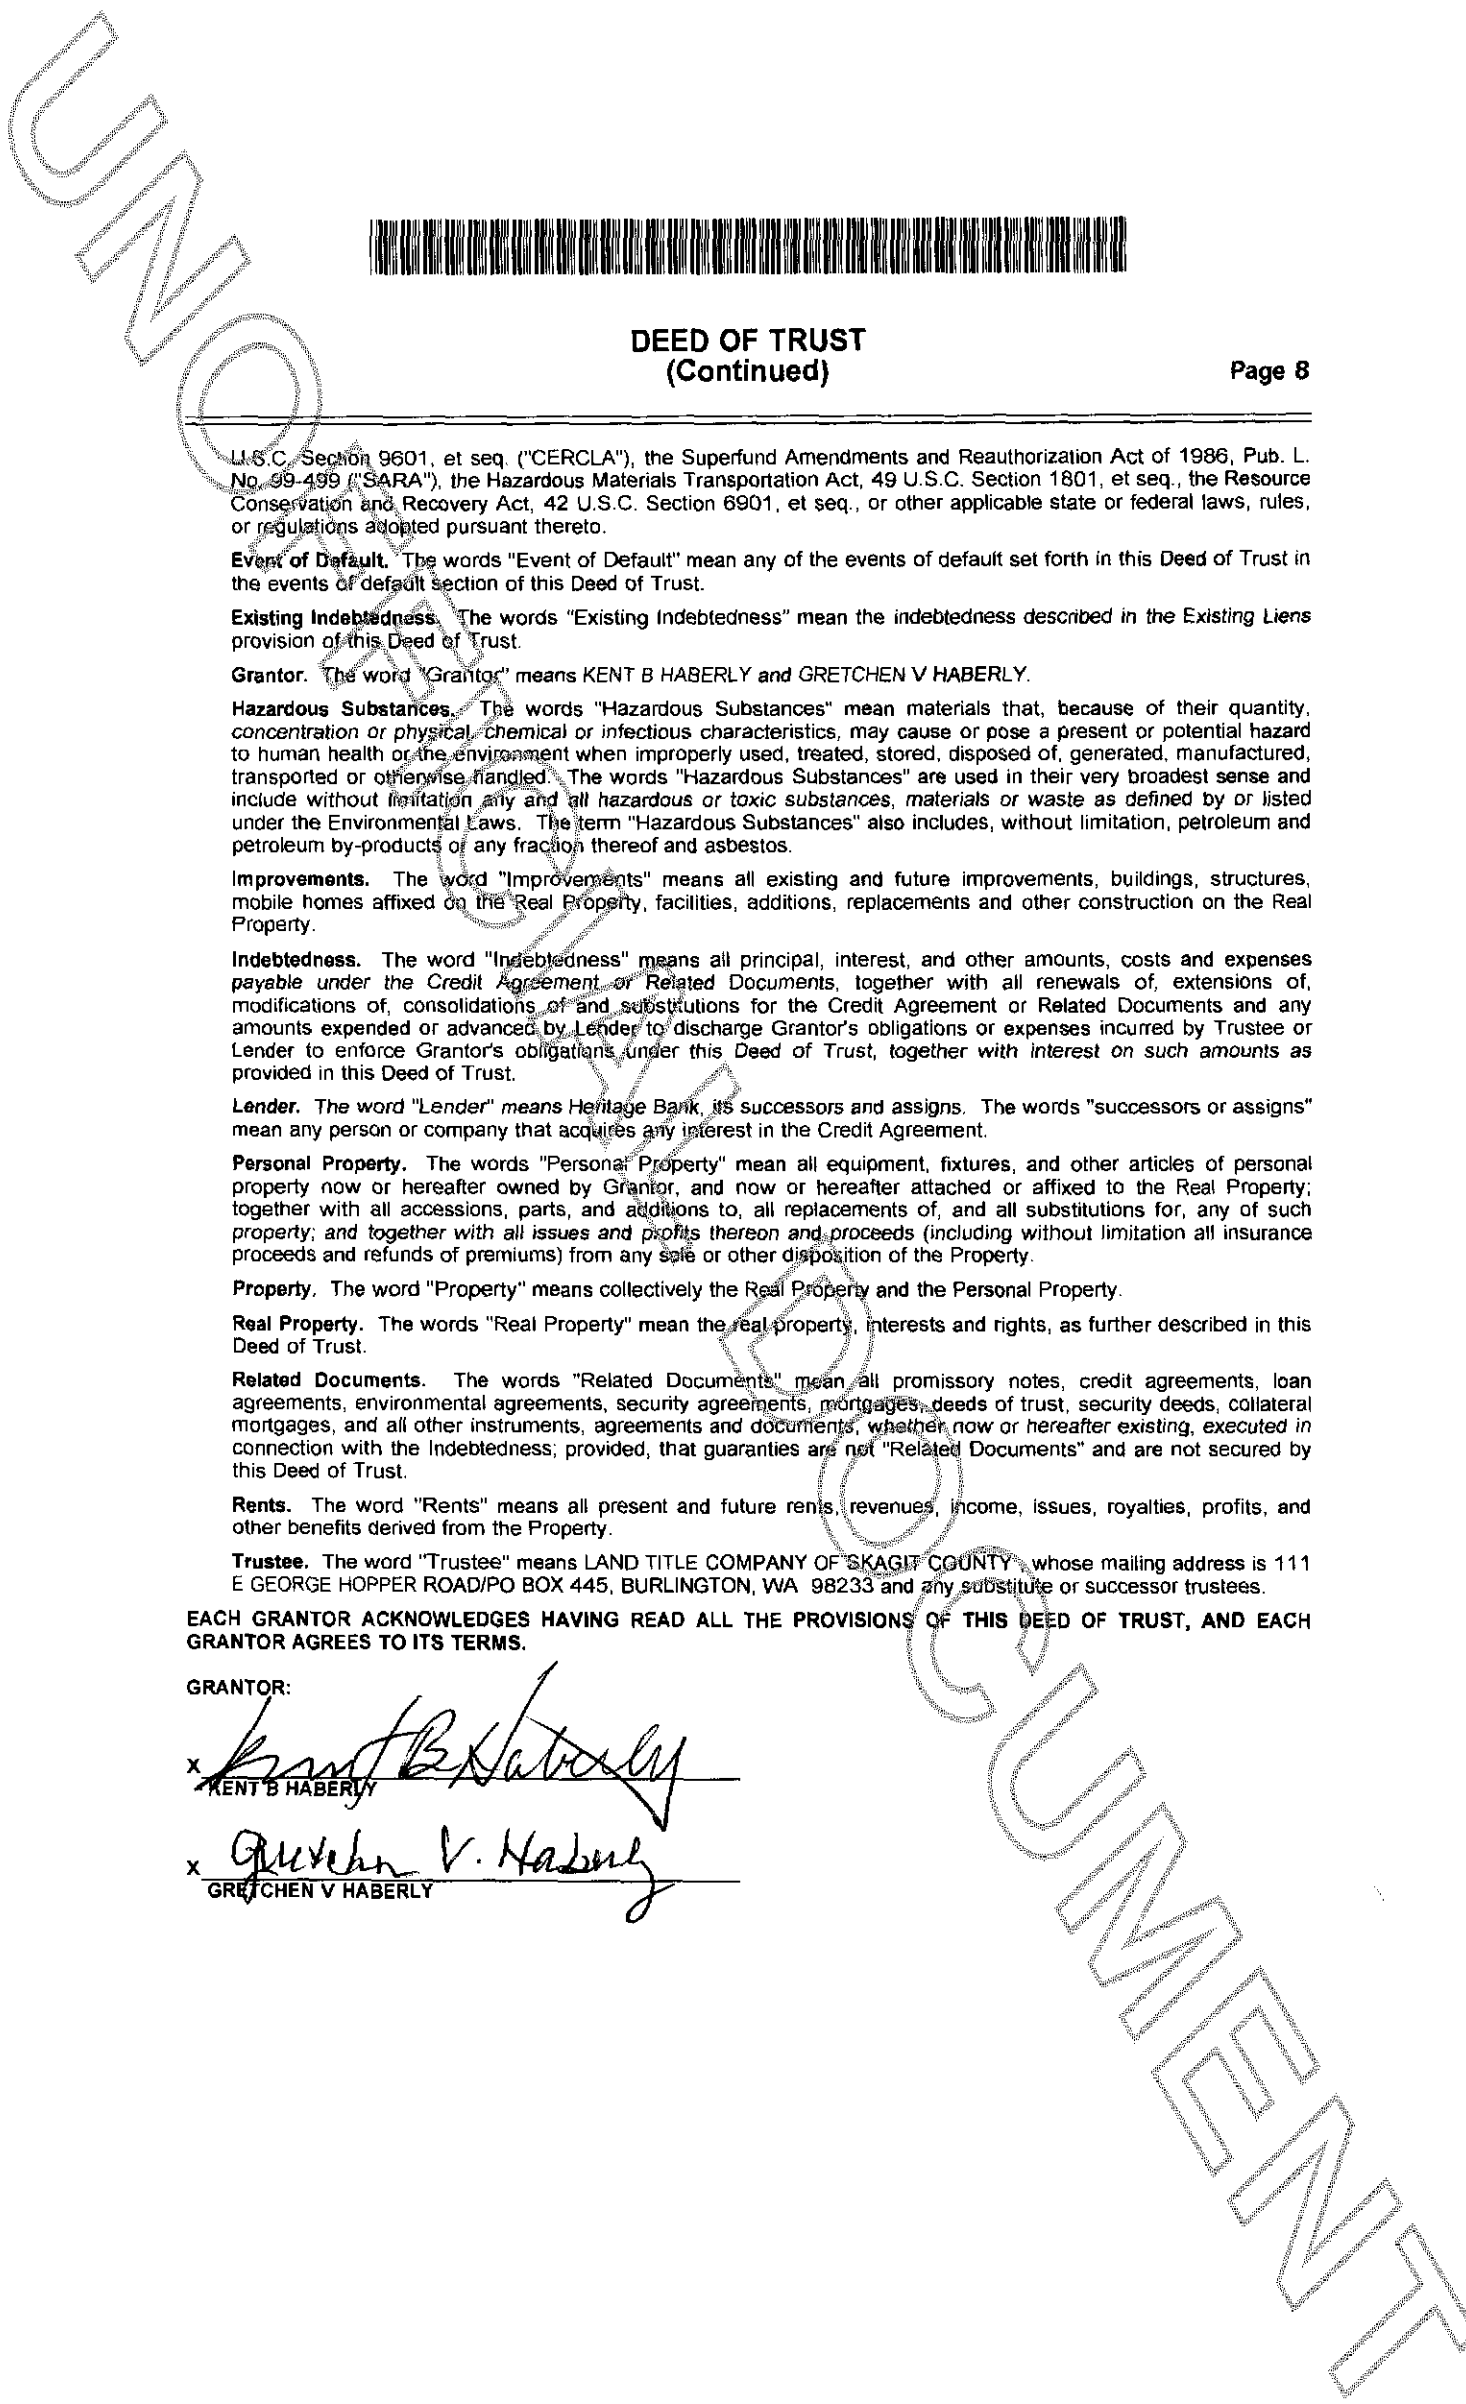 DEED OF TRUST
(Continued)
Page 8
U.S.C. Section 9601, et seq. ("CERCLA"), the Superfund Amendments and Reauthorization Act of 1986, Pub. L.
No. 99-499 ("SARA"), the Hazardous Materials Transportation Act, 49 U.S.C. Section 1801, et seq., the Resource
Conservation and Recovery Act, 42 U.S.C. Section 6901, et seq., or other applicable state or federal laws, rules,
or regulations adopted pursuant thereto.
Event of Default. The words "Event of Default" mean any of the events of default set forth in this Deed of Trust in
the events of default section of this Deed of Trust.
Existing Indebtedness. The words "Existing Indebtedness" mean the indebtedness described in the Existing Liens
provision of this Deed of Trust.
Grantor. The word "Grantor" means KENT B HABERLY and GRETCHEN V HABERLY.
Hazardous Substances. The words "Hazardous Substances" mean materials that, because of their quantity,
concentration or physical, chemical or infectious characteristics, may cause or pose a present or potential hazard
to human health or the environment when improperly used, treated, stored, disposed of, generated, manufactured,
transported or otherwise handled. The words "Hazardous Substances" are used in their very broadest sense and
include without limitation any and all hazardous or toxic substances, materials or waste as defined by or listed
under the Environmental Laws. The term "Hazardous Substances" also includes, without limitation, petroleum and
petroleum by-products or any fraction thereof and asbestos.
Improvements. The word "Improvements" means all existing and future improvements, buildings, structures,
mobile homes affixed on the Real Property, facilities, additions, replacements and other construction on the Real
Property.
Indebtedness. The word "Indebtedness" means all principal, interest, and other amounts, costs and expenses
payable under the Credit Agreement or Related Documents, together with all renewals of, extensions of,
modifications of, consolidations of and substitutions for the Credit Agreement or Related Documents and any
amounts expended or advanced by Lender to discharge Grantor's obligations or expenses incurred by Trustee or
Lender to enforce Grantor's obligations under this Deed of Trust, together with interest on such amounts as
provided in this Deed of Trust.
Lender. The word "Lender" means Heritage Bank, its successors and assigns. The words "successors or assigns"
mean any person or company that acquires any interest in the Credit Agreement.
Personal Property. The words "Personal Property" mean all equipment, fixtures, and other articles of personal
property now or hereafter owned by Grantor, and now or hereafter attached or affixed to the Real Property;
together with all accessions, parts, and additions to, all replacements of, and all substitutions for, any of such
property; and together with all issues and profits thereon and proceeds (including without limitation all insurance
proceeds and refunds of premiums) from any sale or other disposition of the Property.
Property. The word "Property" means collectively the Real Property and the Personal Property.
Real Property. The words "Real Property" mean the real property, interests and rights, as further described in this
Deed of Trust.
Related Documents. The words "Related Documents" mean all promissory notes, credit agreements, loan
agreements, environmental agreements, security agreements, mortgages, deeds of trust, security deeds, collateral
mortgages, and all other instruments, agreements and documents, whether now or hereafter existing, executed in
connection with the Indebtedness; provided, that guaranties are not "Related Documents" and are not secured by
this Deed of Trust.
Rents. The word "Rents" means all present and future rents, revenues, income, issues, royalties, profits, and
other benefits derived from the Property.
Trustee. The word "Trustee" means LAND TITLE COMPANY OF SKAGIT COUNTY, whose mailing address is 111
E GEORGE HOPPER ROAD/PO BOX 445, BURLINGTON, WA 98233 and any substitute or successor trustees.
EACH GRANTOR ACKNOWLEDGES HAVING READ ALL THE PROVISIONS OF THIS DEED OF TRUST, AND EACH
GRANTOR AGREES TO ITS TERMS.
GRANTOR:
X Kent B Haberly
KENT B HABERLY
X Gretchen V. Haberly
GRETCHEN V HABERLY
UNOFFICIAL DOCUMENT